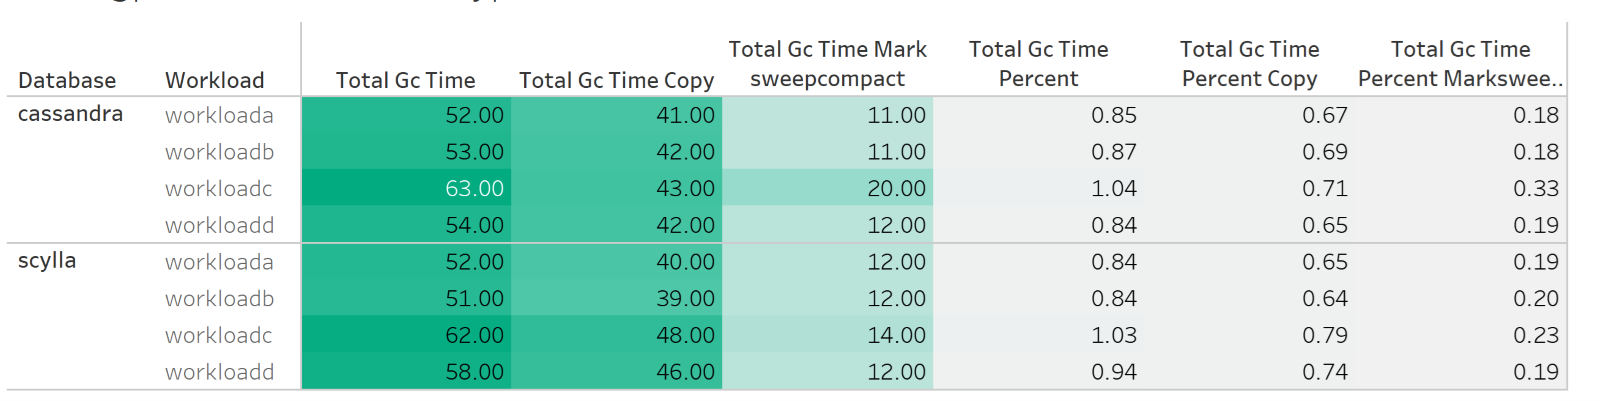 Total Gc Time Mark Total Gc Time Total Gc Time Total Gc Time
Database Workload Total Gc Time Total Gc Time Copy sweepcompact Percent Percent Copy Percent Markswee..
cassandra workloada 52.00 41.00 11.00 0.85 0.67 0.18
workloadb 53.00 42.00 11.00 0.87 0.69 0.18
workloadc 63.00 43.00 20.00 1.04 0.71 0.33
workloadd 54.00 42.00 12.00 0.84 0.65 0.19
scylla workloada 52.00 40.00 12.00 0.84 0.65 0.19
workloadb 51.00 39.00 12.00 0.84 0.64 0.20
workloadc 62.00 48.00 14.00 1.03 0.79 0.23
workloadd 58.00 46.00 12.00 0.94 0.74 0.19